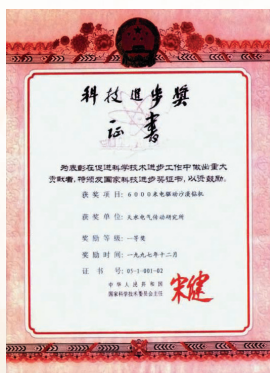 科技进步奖
证书
为表彰在促进科学技术进步工作中做出重大
贡献者,特颁发国家科技进步奖证书,以资鼓励。
获奖项目:6000米电驱动沙漠钻机
获奖单位:天水电气传动研究所
奖励等级:一等奖
奖励时间:一九九七年十二月
证书号:05-1-001-02
中华人民共和国
国家科学技术委员会主任
宋健